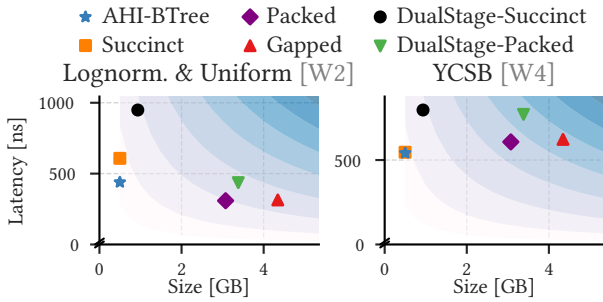 AHI-BTree Packed DualStage-Succinct
Succinct Gapped DualStage-Packed
Lognorm. & Uniform [W2] YCSB [W4]
Latency [ns]
1000
500
0
0 2 4
Size [GB]
500
0
0 2 4
Size [GB]